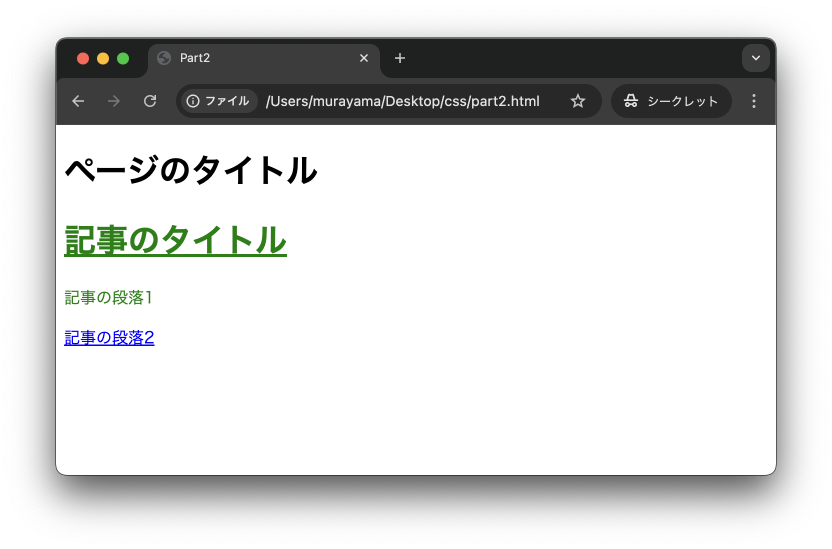 Part2
ファイル /Users/murayama/Desktop/css/part2.html シークレット
ページのタイトル
記事のタイトル
記事の段落1
記事の段落2